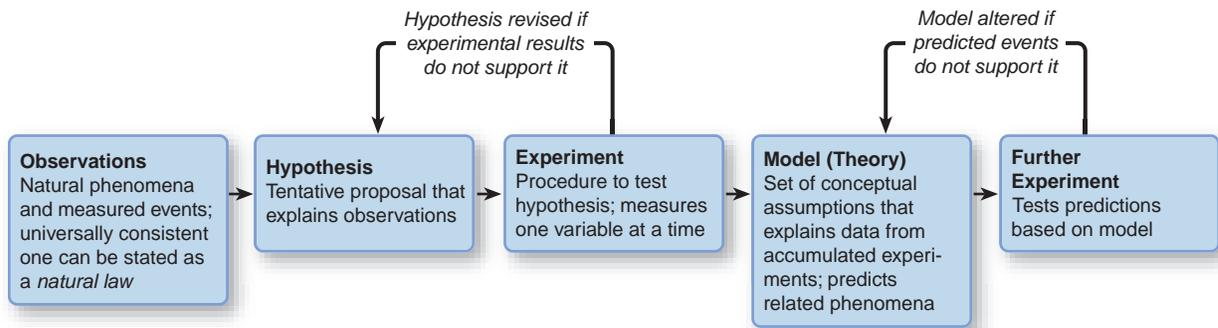 Hypothesis revised if
experimental results
do not support it
Model altered if
predicted events
do not support it
Observations
Natural phenomena
and measured events;
universally consistent
one can be stated as
a natural law
Hypothesis
Tentative proposal that
explains observations
Experiment
Procedure to test
hypothesis; measures
one variable at a time
Model (Theory)
Set of conceptual
assumptions that
explains data from
accumulated experi-
ments; predicts
related phenomena
Further
Experiment
Tests predictions
based on model